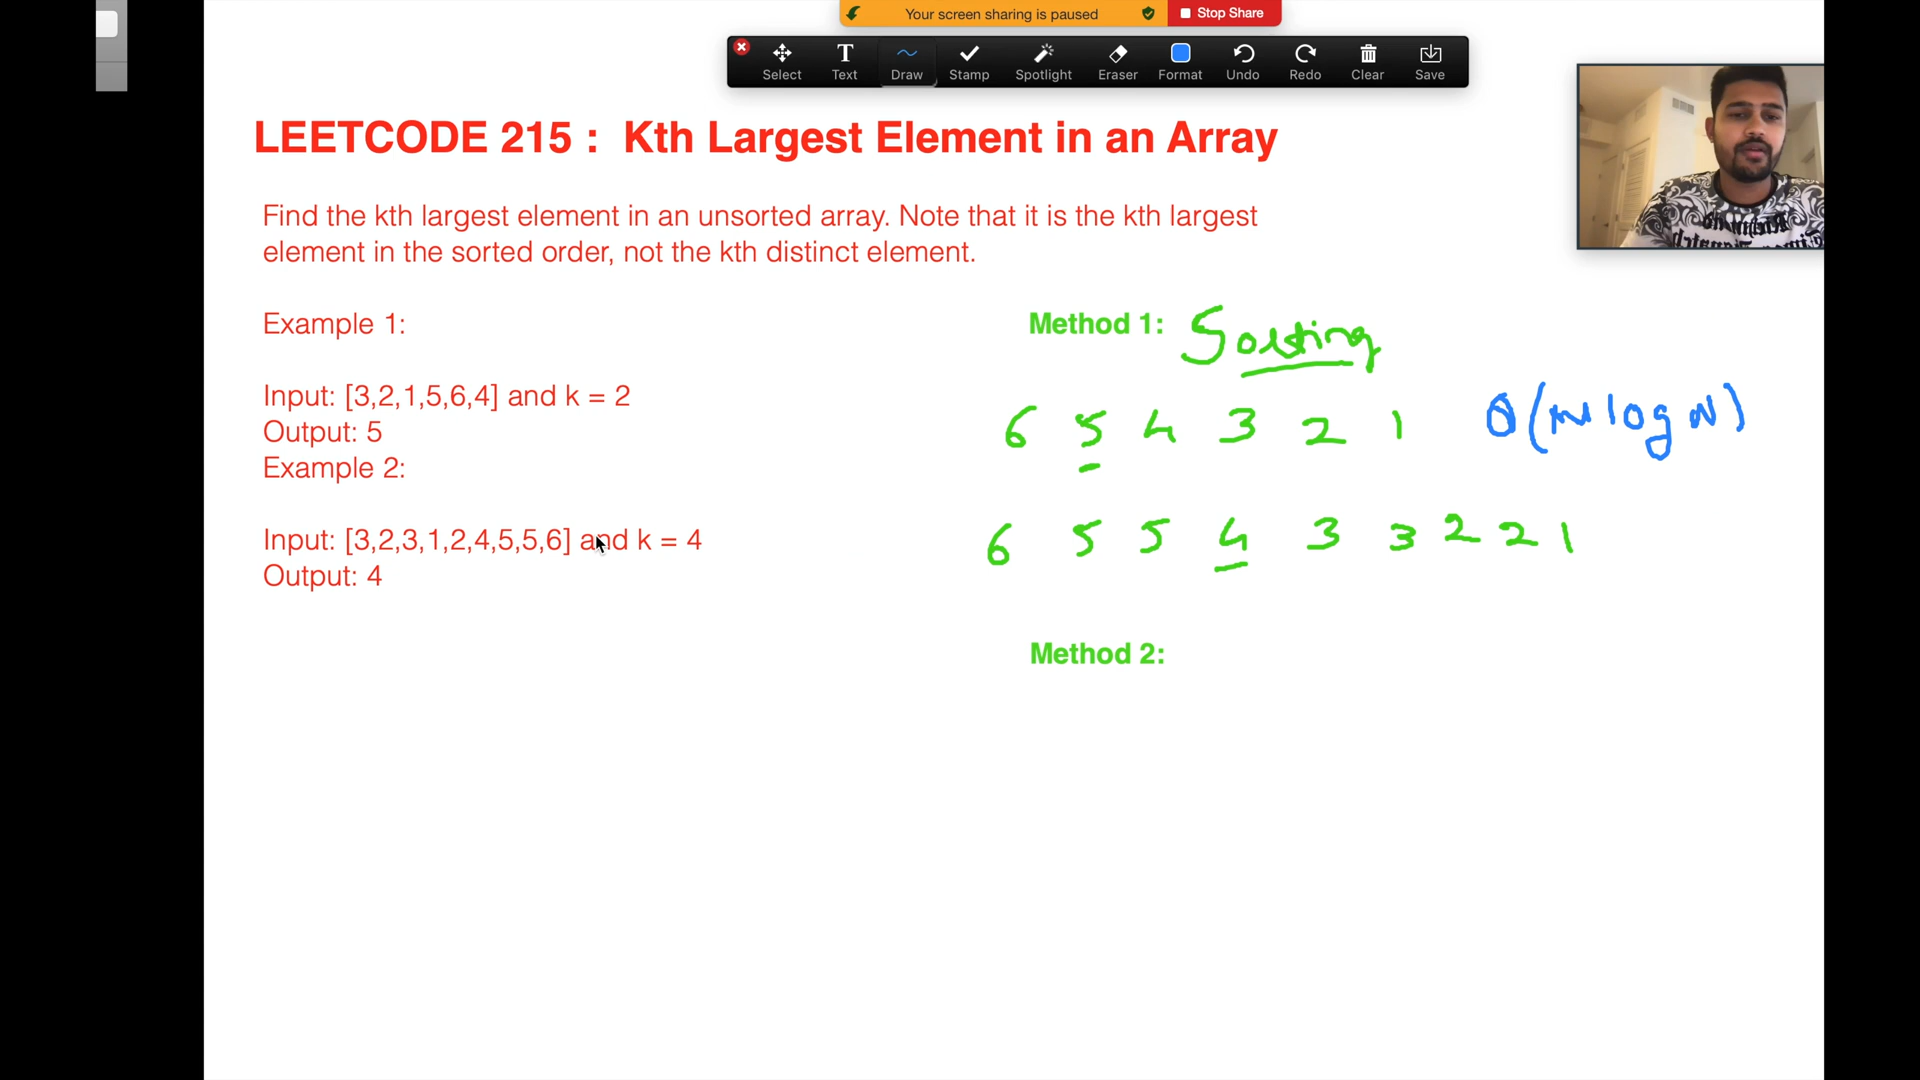 Your screen sharing is paused
Stop Share
Select Text Draw Stamp Spotlight Eraser Format Undo Redo Clear Save
LEETCODE 215 : Kth Largest Element in an Array
Find the kth largest element in an unsorted array. Note that it is the kth largest
element in the sorted order, not the kth distinct element.
Example 1:
Input: [3,2,1,5,6,4] and k = 2
Output: 5
Example 2:
Input: [3,2,3,1,2,4,5,5,6] and k = 4
Output: 4
Method 1: Sorting
6 5 4 3 2 1 O(N log N)
6 5 5 4 3 3 2 2 1
Method 2: